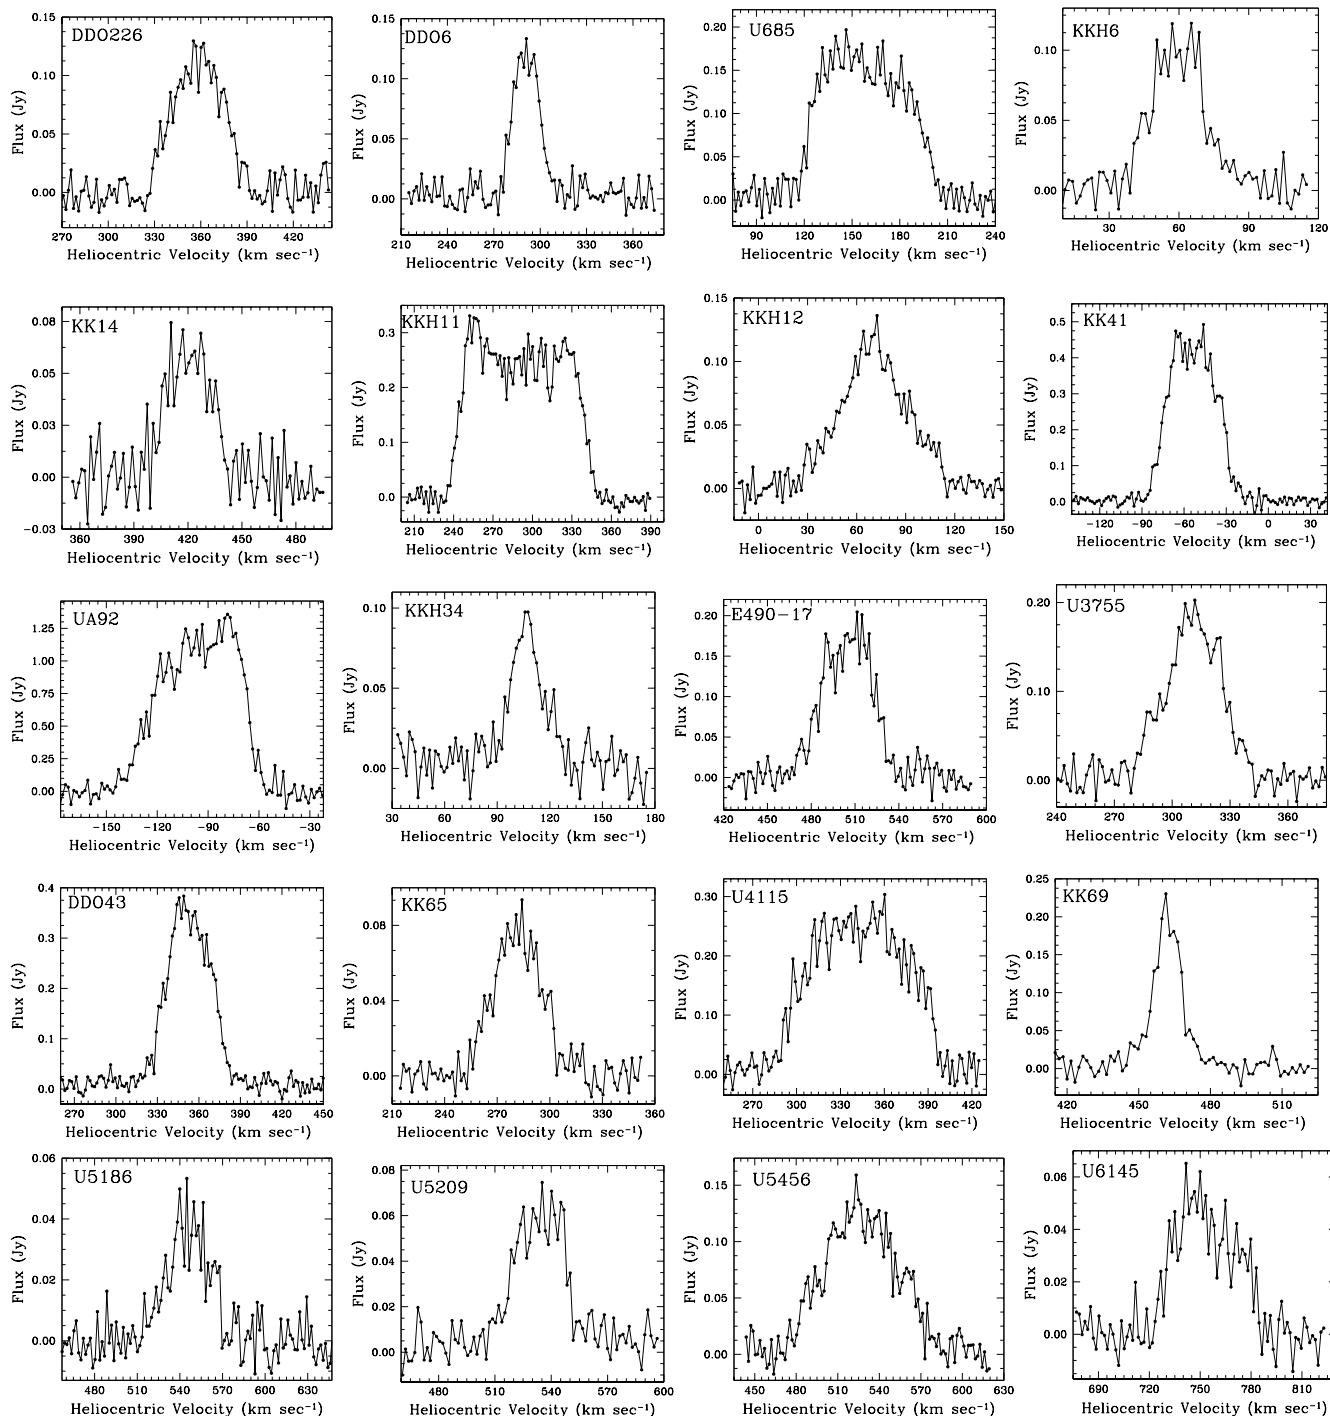 DDO226
0.15
0.10
0.05
0.00
Flux (Jy)
270 330 360 390 420
Heliocentric Velocity (km sec⁻¹)
DDO6
0.15
0.10
0.05
0.00
Flux (Jy)
210 240 270 300 330 360
Heliocentric Velocity (km sec⁻¹)
U685
0.20
0.15
0.10
0.05
0.00
Flux (Jy)
90 120 150 180 210 240
Heliocentric Velocity (km sec⁻¹)
KKH6
0.10
0.05
0.00
Flux (Jy)
30 60 90 120
Heliocentric Velocity (km sec⁻¹)
KK14
0.08
0.05
0.03
0.00
−0.03
Flux (Jy)
360 390 420 450 480
Heliocentric Velocity (km sec⁻¹)
KKH11
0.3
0.2
0.1
0.0
Flux (Jy)
210 240 270 300 330 360 390
Heliocentric Velocity (km sec⁻¹)
KKH12
0.15
0.10
0.05
0.00
Flux (Jy)
0 30 60 90 120 150
Heliocentric Velocity (km sec⁻¹)
KK41
0.5
0.4
0.3
0.2
0.1
0.0
Flux (Jy)
−120 −90 −60 −30 0 30
Heliocentric Velocity (km sec⁻¹)
UA92
1.25
1.00
0.75
0.50
0.25
0.00
Flux (Jy)
−150 −120 −90 −60 −30
Heliocentric Velocity (km sec⁻¹)
KKH34
0.10
0.05
0.00
Flux (Jy)
30 60 90 120 150 180
Heliocentric Velocity (km sec⁻¹)
E490−17
0.20
0.15
0.10
0.05
0.00
Flux (Jy)
420 450 480 510 540 570 600
Heliocentric Velocity (km sec⁻¹)
U3755
0.20
0.10
0.00
Flux (Jy)
240 260 300 330 360
Heliocentric Velocity (km sec⁻¹)
DDO43
0.4
0.3
0.2
0.1
0.0
Flux (Jy)
260 300 330 360 390 420 450
Heliocentric Velocity (km sec⁻¹)
KK65
0.08
0.04
0.00
Flux (Jy)
210 240 260 300 330 360
Heliocentric Velocity (km sec⁻¹)
U4115
0.30
0.20
0.15
0.10
0.00
Flux (Jy)
270 300 330 360 390 420
Heliocentric Velocity (km sec⁻¹)
KK69
0.25
0.20
0.15
0.10
0.05
0.00
Flux (Jy)
420 450 480 510
Heliocentric Velocity (km sec⁻¹)
U5186
0.06
0.04
0.02
0.00
Flux (Jy)
480 510 540 570 600 630
Heliocentric Velocity (km sec⁻¹)
U5209
0.08
0.06
0.04
0.02
0.00
Flux (Jy)
480 510 540 570 600
Heliocentric Velocity (km sec⁻¹)
U5456
0.15
0.10
0.05
0.00
Flux (Jy)
450 480 510 540 570 600 630
Heliocentric Velocity (km sec⁻¹)
U6145
0.06
0.04
0.02
0.00
Flux (Jy)
690 720 750 780 810
Heliocentric Velocity (km sec⁻¹)